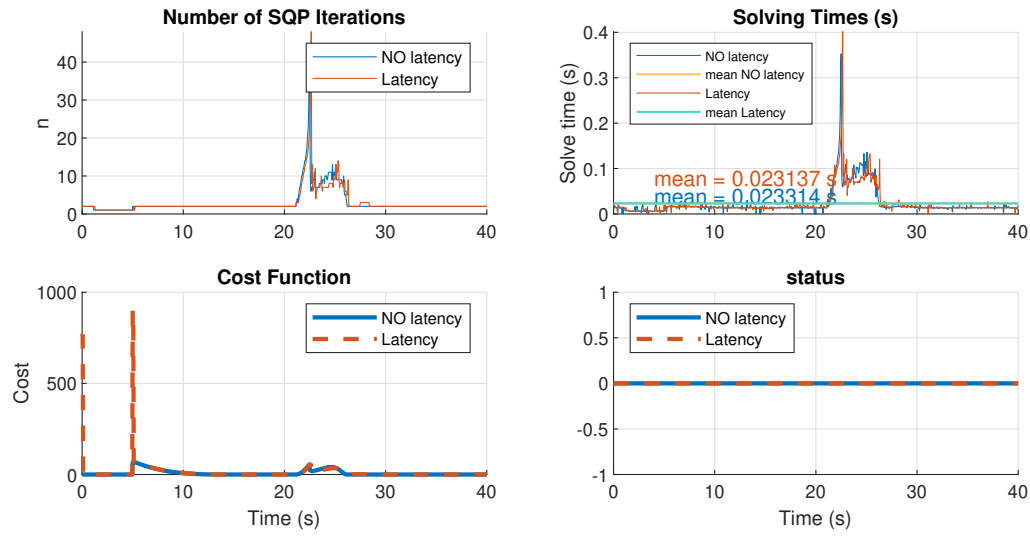 Number of SQP Iterations
40
30
20
10
0
n
NO latency
Latency
0
10
20
30
40
Solving Times (s)
0.4
0.3
0.2
0.1
0
Solve time (s)
NO latency
mean NO latency
Latency
mean Latency
mean = 0.023137 s
mean = 0.023314 s
0
10
20
30
40
Cost Function
1000
500
0
Cost
NO latency
Latency
0
10
20
30
40
Time (s)
status
1
0.5
0
-0.5
-1
NO latency
Latency
0
10
20
30
40
Time (s)